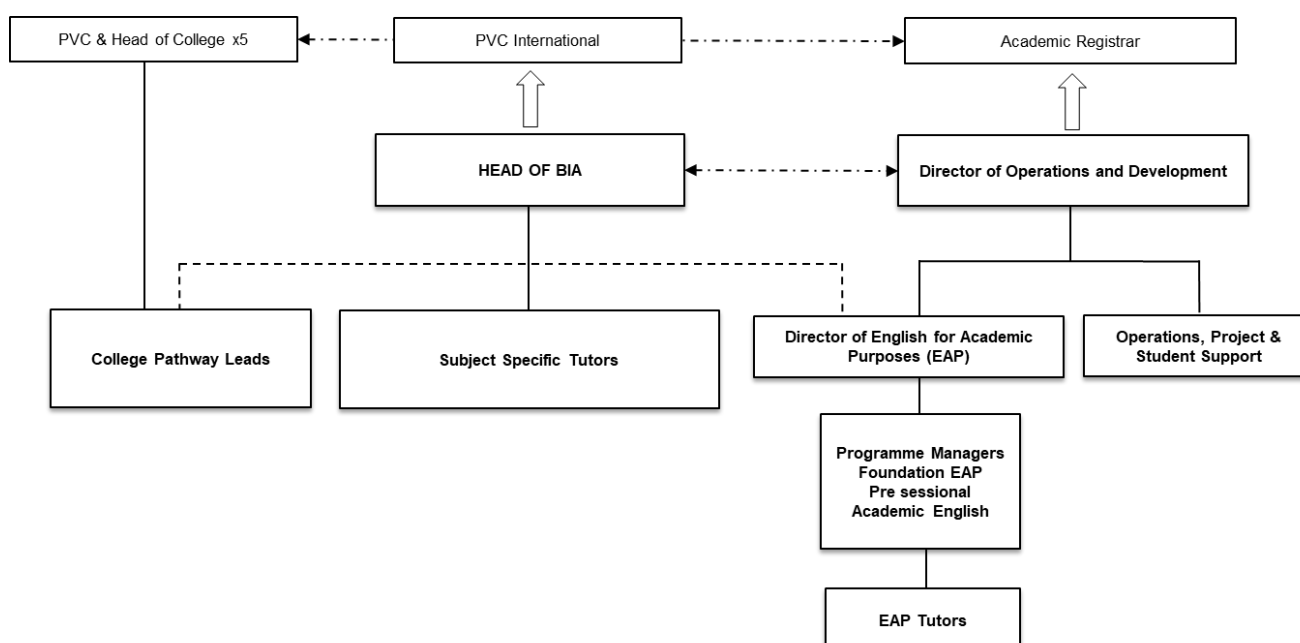 PVC & Head of College x5
PVC International
Academic Registrar
HEAD OF BIA
Director of Operations and Development
College Pathway Leads
Subject Specific Tutors
Director of English for Academic
Purposes (EAP)
Operations, Project &
Student Support
Programme Managers
Foundation EAP
Pre sessional
Academic English
EAP Tutors